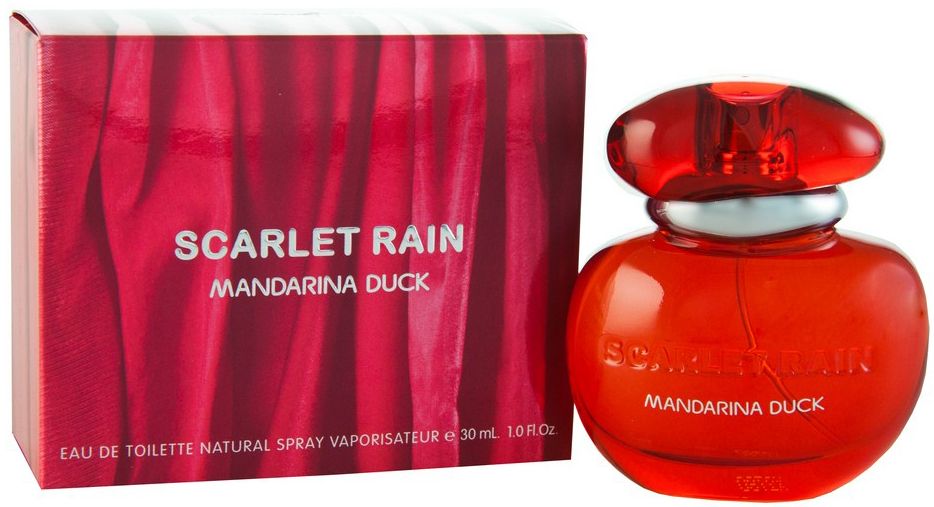 SCARLET RAIN
MANDARINA DUCK
EAU DE TOILETTE NATURAL SPRAY VAPORISATEUR e 30 mL. 1.0 Fl.Oz.
SCARLET RAIN
MANDARINA DUCK